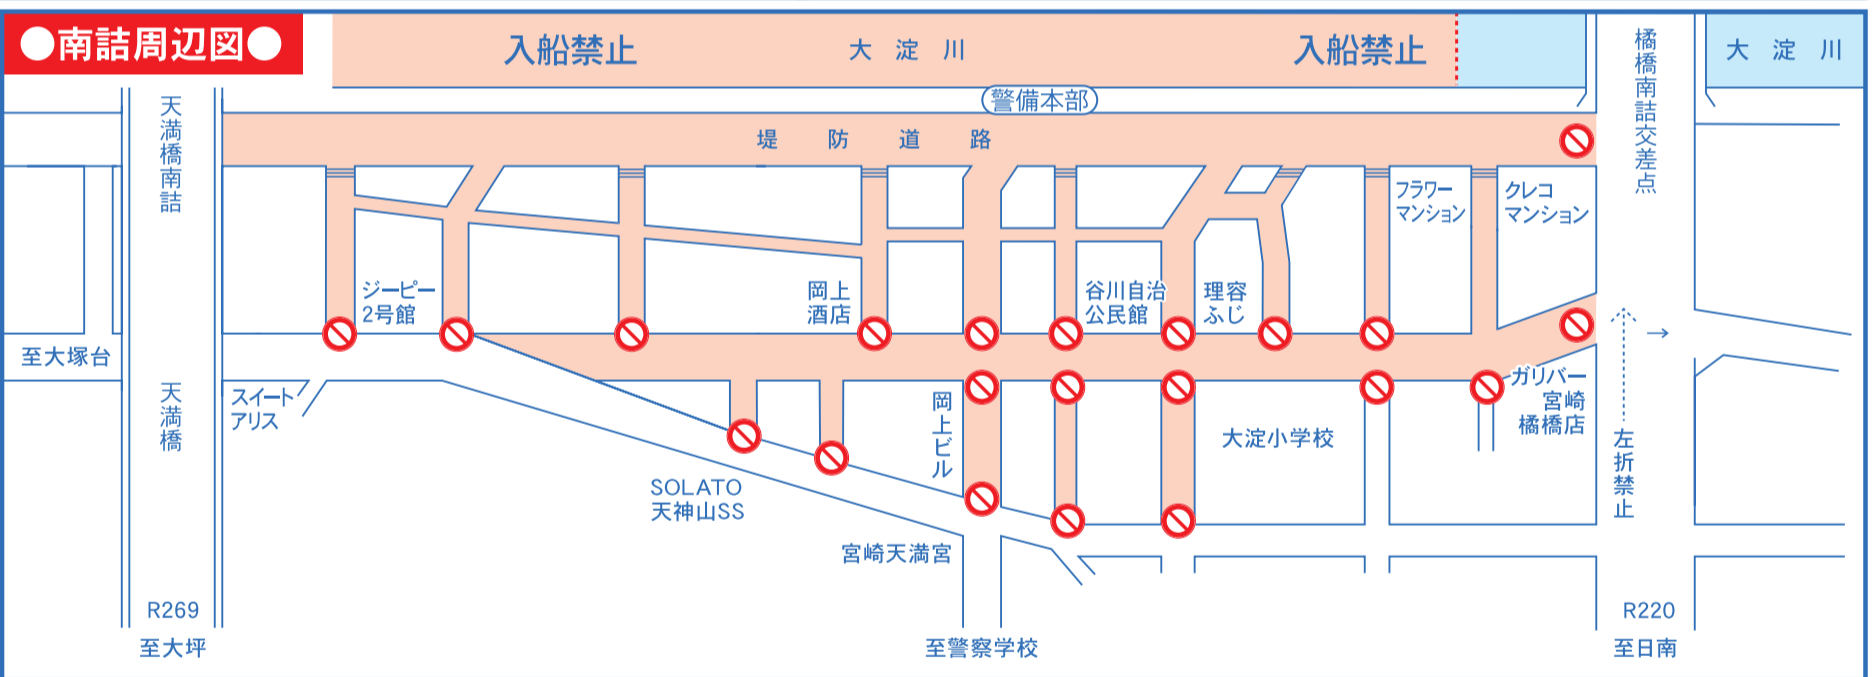 ●南詰周辺図●
入船禁止
大淀川
入船禁止
大淀川
警備本部
堤防道路
天満橋南詰
橘橋南詰交差点
フラワー
マンション
クレコ
マンション
ジーピー
2号館
岡上
酒店
谷川自治
公民館
理容
ふじ
至大塚台
→
天満橋
スイート
アリス
岡上ビル
ガリバー
宮崎
橘橋店
大淀小学校
左折禁止
SOLATO
天神山SS
宮崎天満宮
R269
至大坪
至警察学校
R220
至日南